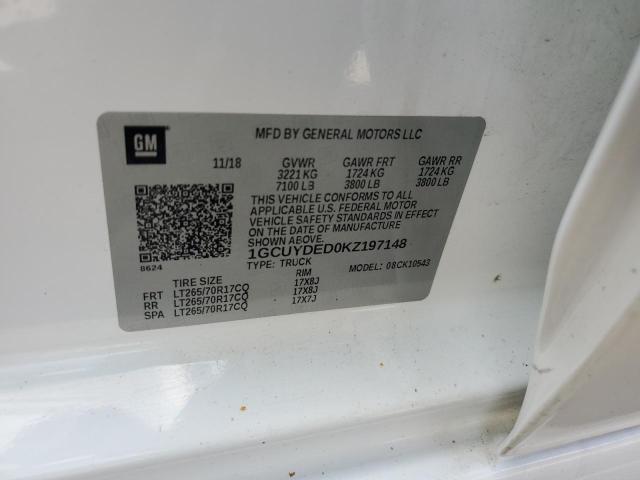 GM
MFD BY GENERAL MOTORS LLC
11/18 GVWR GAWR FRT GAWR RR
3221 KG 1724 KG 1724 KG
7100 LB 3800 LB 3800 LB
THIS VEHICLE CONFORMS TO ALL
APPLICABLE U.S. FEDERAL MOTOR
VEHICLE SAFETY STANDARDS IN EFFECT
ON THE DATE OF MANUFACTURE
SHOWN ABOVE.
1GCUYDED0KZ197148
8624
TYPE: TRUCK MODEL: 08CK10543
TIRE SIZE RIM
FRT LT265/70R17CQ 17X8J
RR LT265/70R17CQ 17X8J
SPA LT265/70R17CQ 17X7J